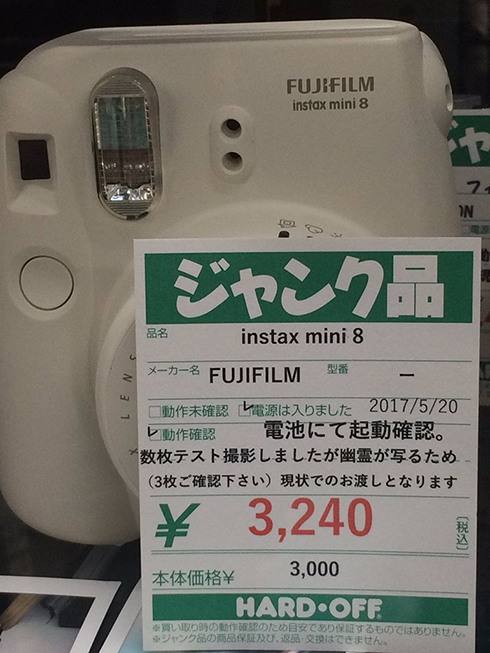 FUJIFILM
instax mini 8
LENS
ジャンク品
品名 instax mini 8
メーカー名 FUJIFILM 型番 ー
□動作未確認 ☑電源は入りました 2017/5/20
☑動作確認 電池にて起動確認。
数枚テスト撮影しましたが幽霊が写るため
(3枚ご確認下さい)現状でのお渡しとなります
¥ 3,240 (税込)
本体価格¥ 3,000
HARD・OFF
※買い取り時の動作確認のため目安であり保証するものではありません。
※ジャンク品の商品保証及び、返品・交換はできません。
ジャ
フィ
ON